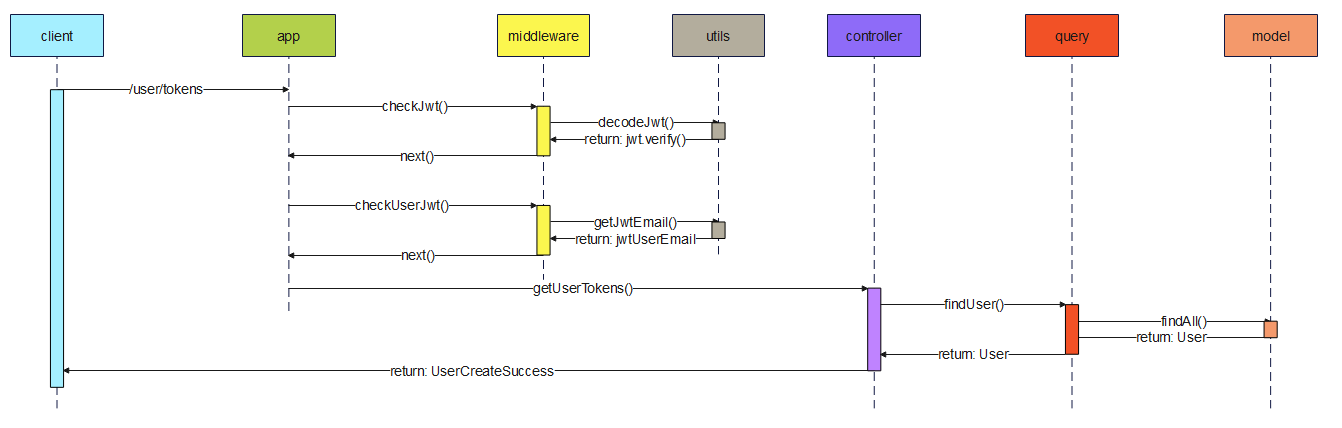 client
app
middleware
utils
controller
query
model
/user/tokens
checkJwt()
decodeJwt()
return: jwt.verify()
next()
checkUserJwt()
getJwtEmail()
return: jwtUserEmail
next()
getUserTokens()
findUser()
findAll()
return: User
return: User
return: UserCreateSuccess